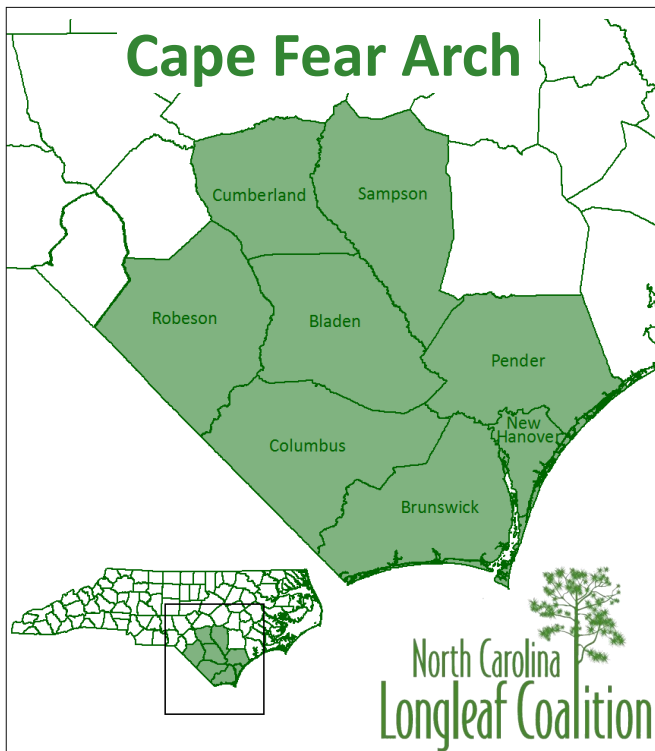 Cape Fear Arch
Cumberland
Sampson
Robeson
Bladen
Pender
New
Hanover
Columbus
Brunswick
North Carolina
Longleaf Coalition